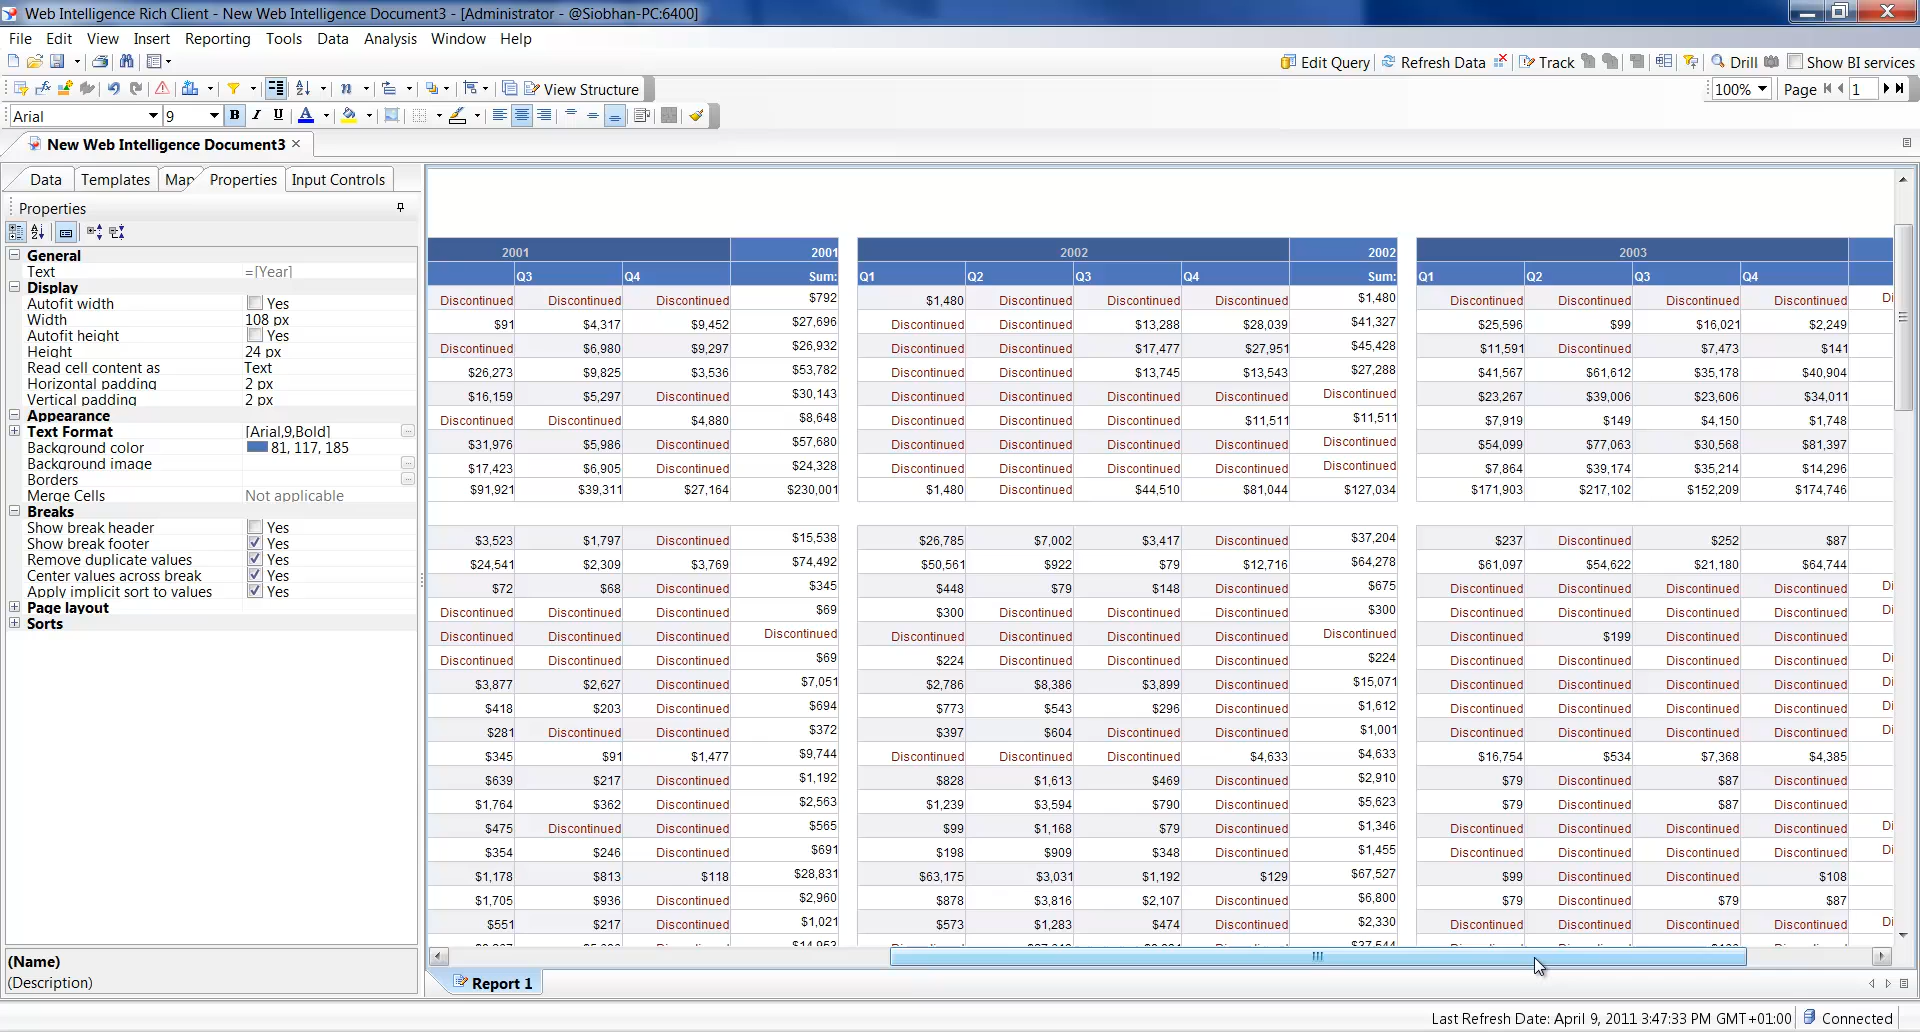 Web Intelligence Rich Client - New Web Intelligence Document3 - [Administrator - @Siobhan-PC:6400]
File Edit View Insert Reporting Tools Data Analysis Window Help
Edit Query Refresh Data Track Drill Show BI services
View Structure 100% Page 1
Arial 9 B I U A
New Web Intelligence Document3
Data Templates Map Properties Input Controls
Properties
General
Text =[Year]
Display
Autofit width Yes
Width 108 px
Autofit height Yes
Height 24 px
Read cell content as Text
Horizontal padding 2 px
Vertical padding 2 px
Appearance
Text Format [Arial,9,Bold]
Background color 81, 117, 185
Background image
Borders
Merge Cells Not applicable
Breaks
Show break header Yes
Show break footer Yes
Remove duplicate values Yes
Center values across break Yes
Apply implicit sort to values Yes
Page layout
Sorts
(Name)
(Description)
2001 2001 2002 2002 2003
Q3 Q4 Sum: Q1 Q2 Q3 Q4 Sum: Q1 Q2 Q3 Q4
Discontinued Discontinued Discontinued $792 $1,480 Discontinued Discontinued Discontinued $1,480 Discontinued Discontinued Discontinued Discontinued Di
$91 $4,317 $9,452 $27,696 Discontinued Discontinued $13,288 $28,039 $41,327 $25,596 $99 $16,021 $2,249
Discontinued $6,980 $9,297 $26,932 Discontinued Discontinued $17,477 $27,951 $45,428 $11,591 Discontinued $7,473 $141
$26,273 $9,825 $3,536 $53,782 Discontinued Discontinued $13,745 $13,543 $27,288 $41,567 $61,612 $35,178 $40,904
$16,159 $5,297 Discontinued $30,143 Discontinued Discontinued Discontinued Discontinued Discontinued $23,267 $39,006 $23,606 $34,011
Discontinued Discontinued $4,880 $8,648 Discontinued Discontinued Discontinued $11,511 $11,511 $7,919 $149 $4,150 $1,748
$31,976 $5,986 Discontinued $57,680 Discontinued Discontinued Discontinued Discontinued Discontinued $54,099 $77,063 $30,568 $81,397
$17,423 $6,905 Discontinued $24,328 Discontinued Discontinued Discontinued Discontinued Discontinued $7,864 $39,174 $35,214 $14,296
$91,921 $39,311 $27,164 $230,001 $1,480 Discontinued $44,510 $81,044 $127,034 $171,903 $217,102 $152,209 $174,746
$3,523 $1,797 Discontinued $15,538 $26,785 $7,002 $3,417 Discontinued $37,204 $237 Discontinued $252 $87
$24,541 $2,309 $3,769 $74,492 $50,561 $922 $79 $12,716 $64,278 $61,097 $54,622 $21,180 $64,744
$72 $68 Discontinued $345 $448 $79 $148 Discontinued $675 Discontinued Discontinued Discontinued Discontinued Di
Discontinued Discontinued Discontinued $69 $300 Discontinued Discontinued Discontinued $300 Discontinued Discontinued Discontinued Discontinued Di
Discontinued Discontinued Discontinued Discontinued Discontinued Discontinued Discontinued Discontinued Discontinued Discontinued $199 Discontinued Discontinued
Discontinued Discontinued Discontinued $69 $224 Discontinued Discontinued Discontinued $224 Discontinued Discontinued Discontinued Discontinued Di
$3,877 $2,627 Discontinued $7,051 $2,786 $8,386 $3,899 Discontinued $15,071 Discontinued Discontinued Discontinued Discontinued Di
$418 $203 Discontinued $694 $773 $543 $296 Discontinued $1,612 Discontinued Discontinued Discontinued Discontinued Di
$281 Discontinued Discontinued $372 $397 $604 Discontinued Discontinued $1,001 Discontinued Discontinued Discontinued Discontinued Di
$345 $91 $1,477 $9,744 Discontinued Discontinued Discontinued $4,633 $4,633 $16,754 $534 $7,368 $4,385
$639 $217 Discontinued $1,192 $828 $1,613 $469 Discontinued $2,910 $79 Discontinued $87 Discontinued
$1,764 $362 Discontinued $2,563 $1,239 $3,594 $790 Discontinued $5,623 $79 Discontinued $87 Discontinued
$475 Discontinued Discontinued $565 $99 $1,168 $79 Discontinued $1,346 Discontinued Discontinued Discontinued Discontinued Di
$354 $246 Discontinued $691 $198 $909 $348 Discontinued $1,455 Discontinued Discontinued Discontinued Discontinued Di
$1,178 $813 $118 $28,831 $63,175 $3,031 $1,192 $129 $67,527 $99 Discontinued Discontinued $108
$1,705 $936 Discontinued $2,960 $878 $3,816 $2,107 Discontinued $6,800 $79 Discontinued $79 $87
$551 $217 Discontinued $1,021 $573 $1,283 $474 Discontinued $2,330 Discontinued Discontinued Discontinued Discontinued Di
Report 1
Last Refresh Date: April 9, 2011 3:47:33 PM GMT+01:00 Connected